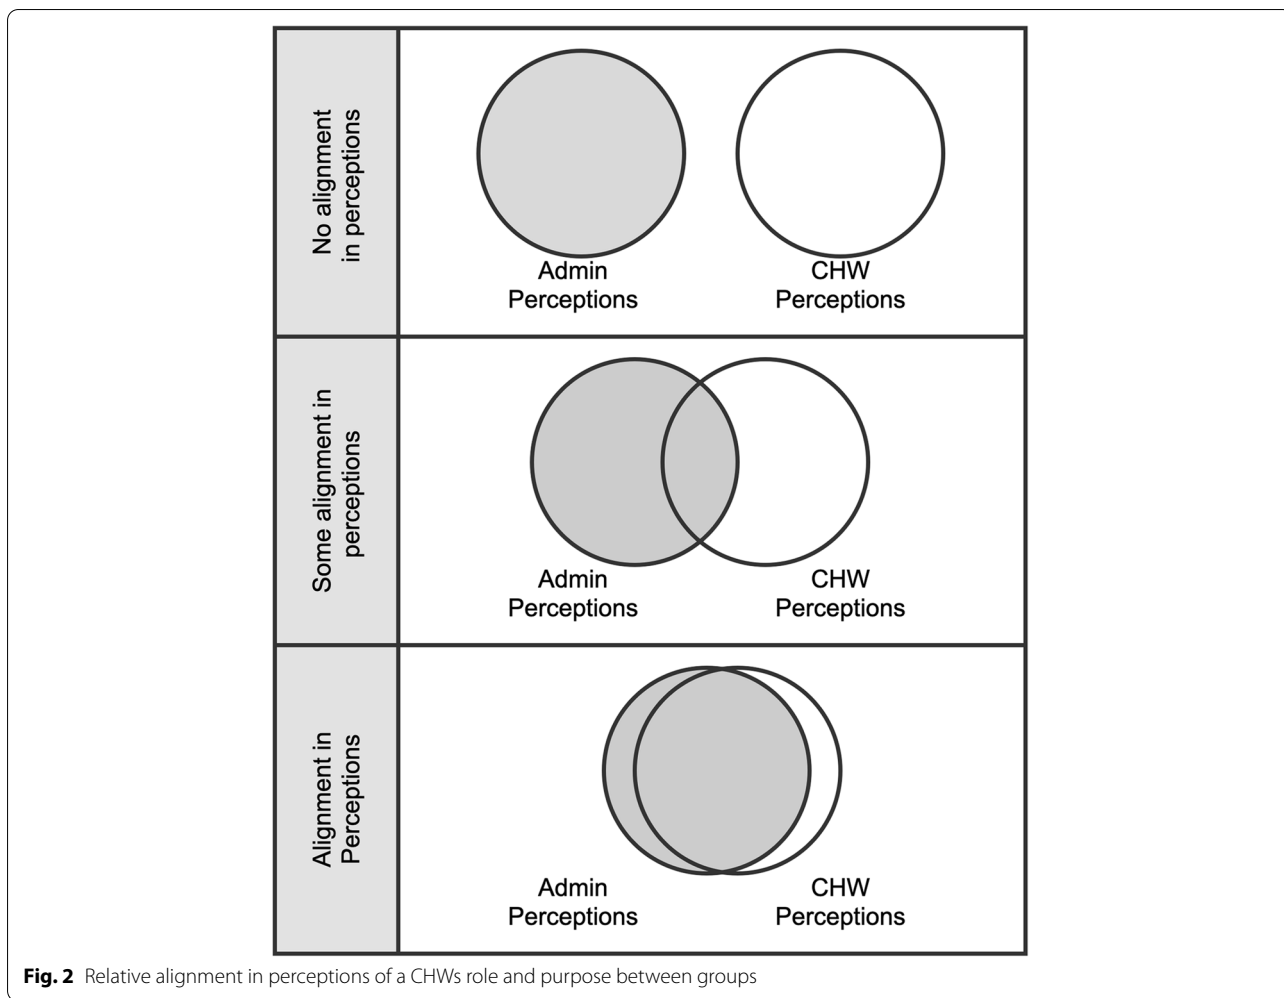 No alignment
in perceptions
Admin
Perceptions
CHW
Perceptions
Some alignment in
perceptions
Admin
Perceptions
CHW
Perceptions
Alignment in
Perceptions
Admin
Perceptions
CHW
Perceptions
Fig. 2 Relative alignment in perceptions of a CHWs role and purpose between groups